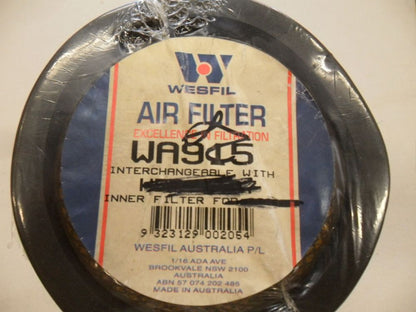 WESFIL
AIR FILTER
EXCELLENCE IN FILTRATION
INTERCHANGEABLE WITH
INNER FILTER FOR
9 323129 002054
WESFIL AUSTRALIA P/L
1/16 ADA AVE
BROOKVALE NSW 2100
AUSTRALIA
ABN 57 074 202 485
MADE IN AUSTRALIA